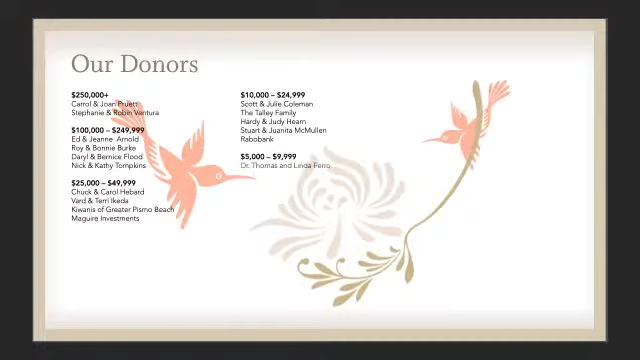 Our Donors
$250,000+
Carrol & Joan Pruett
Stephanie & Robin Ventura
$100,000 – $249,999
Ed & Jeanne Arnold
Roy & Bonnie Burke
Daryl & Bernice Flood
Nick & Kathy Tompkins
$25,000 – $49,999
Chuck & Carol Hebard
Vard & Terri Ikeda
Kiwanis of Greater Pismo Beach
Maguire Investments
$10,000 – $24,999
Scott & Julie Coleman
The Talley Family
Hardy & Judy Hearn
Stuart & Juanita McMullen
Rabobank
$5,000 – $9,999
Dr. Thomas and Linda Ferro